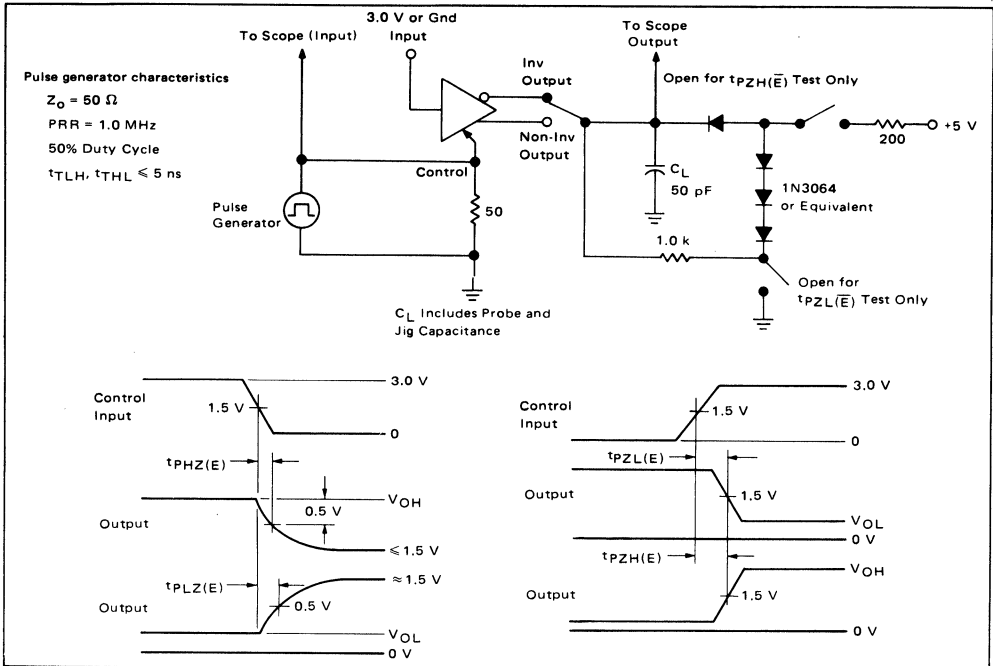 3.0 V or Gnd
Input
To Scope (Input)
To Scope
Output
Pulse generator characteristics
Zo = 50 Ω
PRR = 1.0 MHz
50% Duty Cycle
tTLH, tTHL ≤ 5 ns
Inv
Output
Open for tPZH(E̅) Test Only
+5 V
200
Non-Inv
Output
Control
CL
50 pF
1N3064
or Equivalent
Pulse
Generator
50
1.0 k
Open for
tPZL(E̅) Test Only
CL Includes Probe and
Jig Capacitance
3.0 V
Control
Input
1.5 V
0
tPHZ(E)
VOH
0.5 V
Output
≤ 1.5 V
tPLZ(E)
≈ 1.5 V
0.5 V
Output
VOL
0 V
3.0 V
Control
Input
1.5 V
0
tPZL(E)
Output
1.5 V
VOL
0 V
tPZH(E)
VOH
Output
1.5 V
0 V